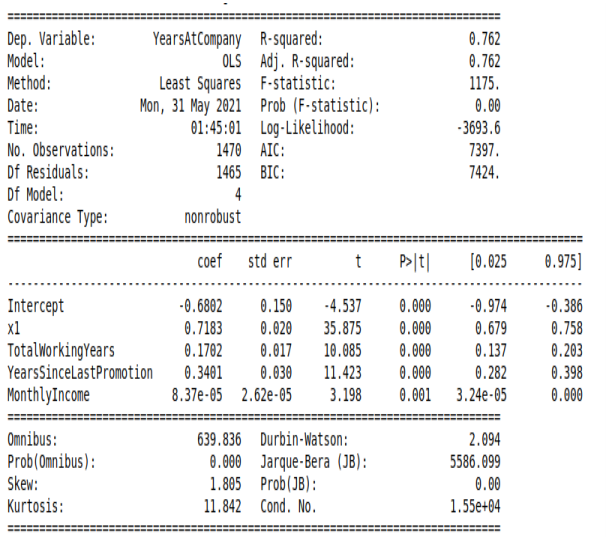 ==============================================================================
Dep. Variable: YearsAtCompany R-squared: 0.762
Model: OLS Adj. R-squared: 0.762
Method: Least Squares F-statistic: 1175.
Date: Mon, 31 May 2021 Prob (F-statistic): 0.00
Time: 01:45:01 Log-Likelihood: -3693.6
No. Observations: 1470 AIC: 7397.
Df Residuals: 1465 BIC: 7424.
Df Model: 4
Covariance Type: nonrobust
==============================================================================
coef std err t P>|t| [0.025 0.975]
------------------------------------------------------------------------------
Intercept -0.6802 0.150 -4.537 0.000 -0.974 -0.386
x1 0.7183 0.020 35.875 0.000 0.679 0.758
TotalWorkingYears 0.1702 0.017 10.085 0.000 0.137 0.203
YearsSinceLastPromotion 0.3401 0.030 11.423 0.000 0.282 0.398
MonthlyIncome 8.37e-05 2.62e-05 3.198 0.001 3.24e-05 0.000
==============================================================================
Omnibus: 639.836 Durbin-Watson: 2.094
Prob(Omnibus): 0.000 Jarque-Bera (JB): 5586.099
Skew: 1.805 Prob(JB): 0.00
Kurtosis: 11.842 Cond. No. 1.55e+04
==============================================================================